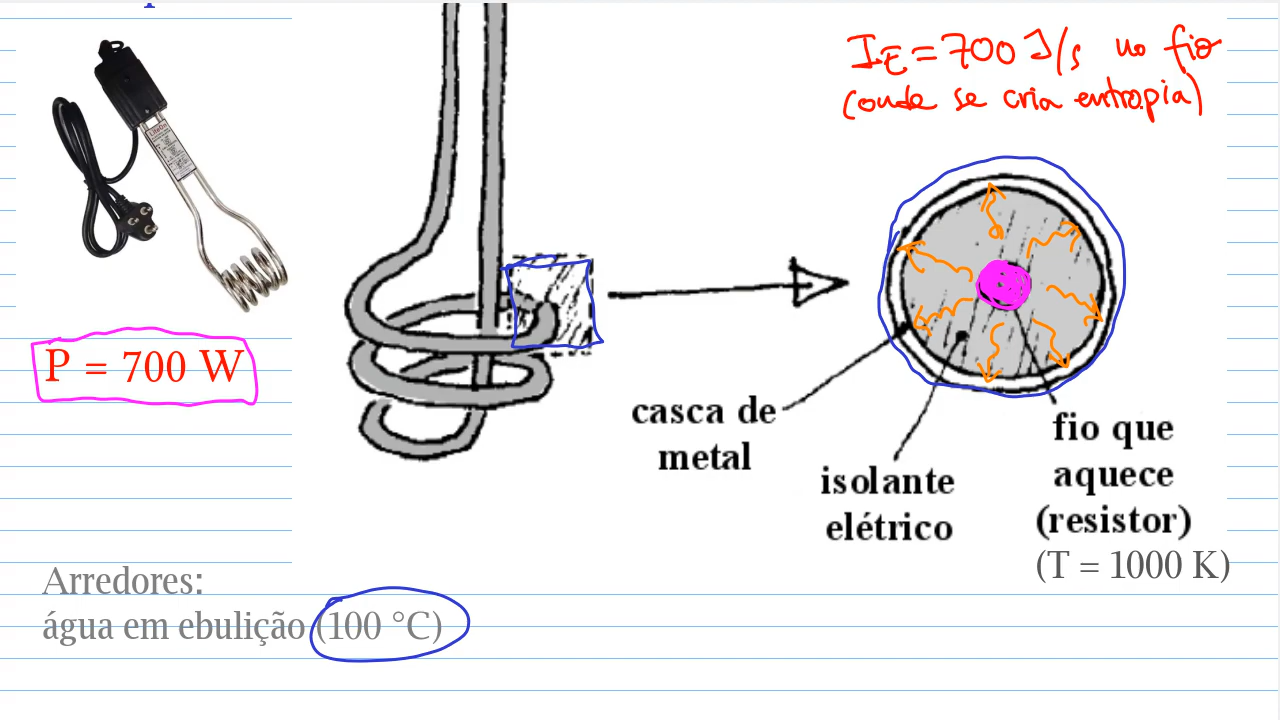 I_E = 700 J/s no fio
(onde se cria entropia)
P = 700 W
casca de
metal
isolante
elétrico
fio que
aquece
(resistor)
(T = 1000 K)
Arredores:
água em ebulição (100 °C)